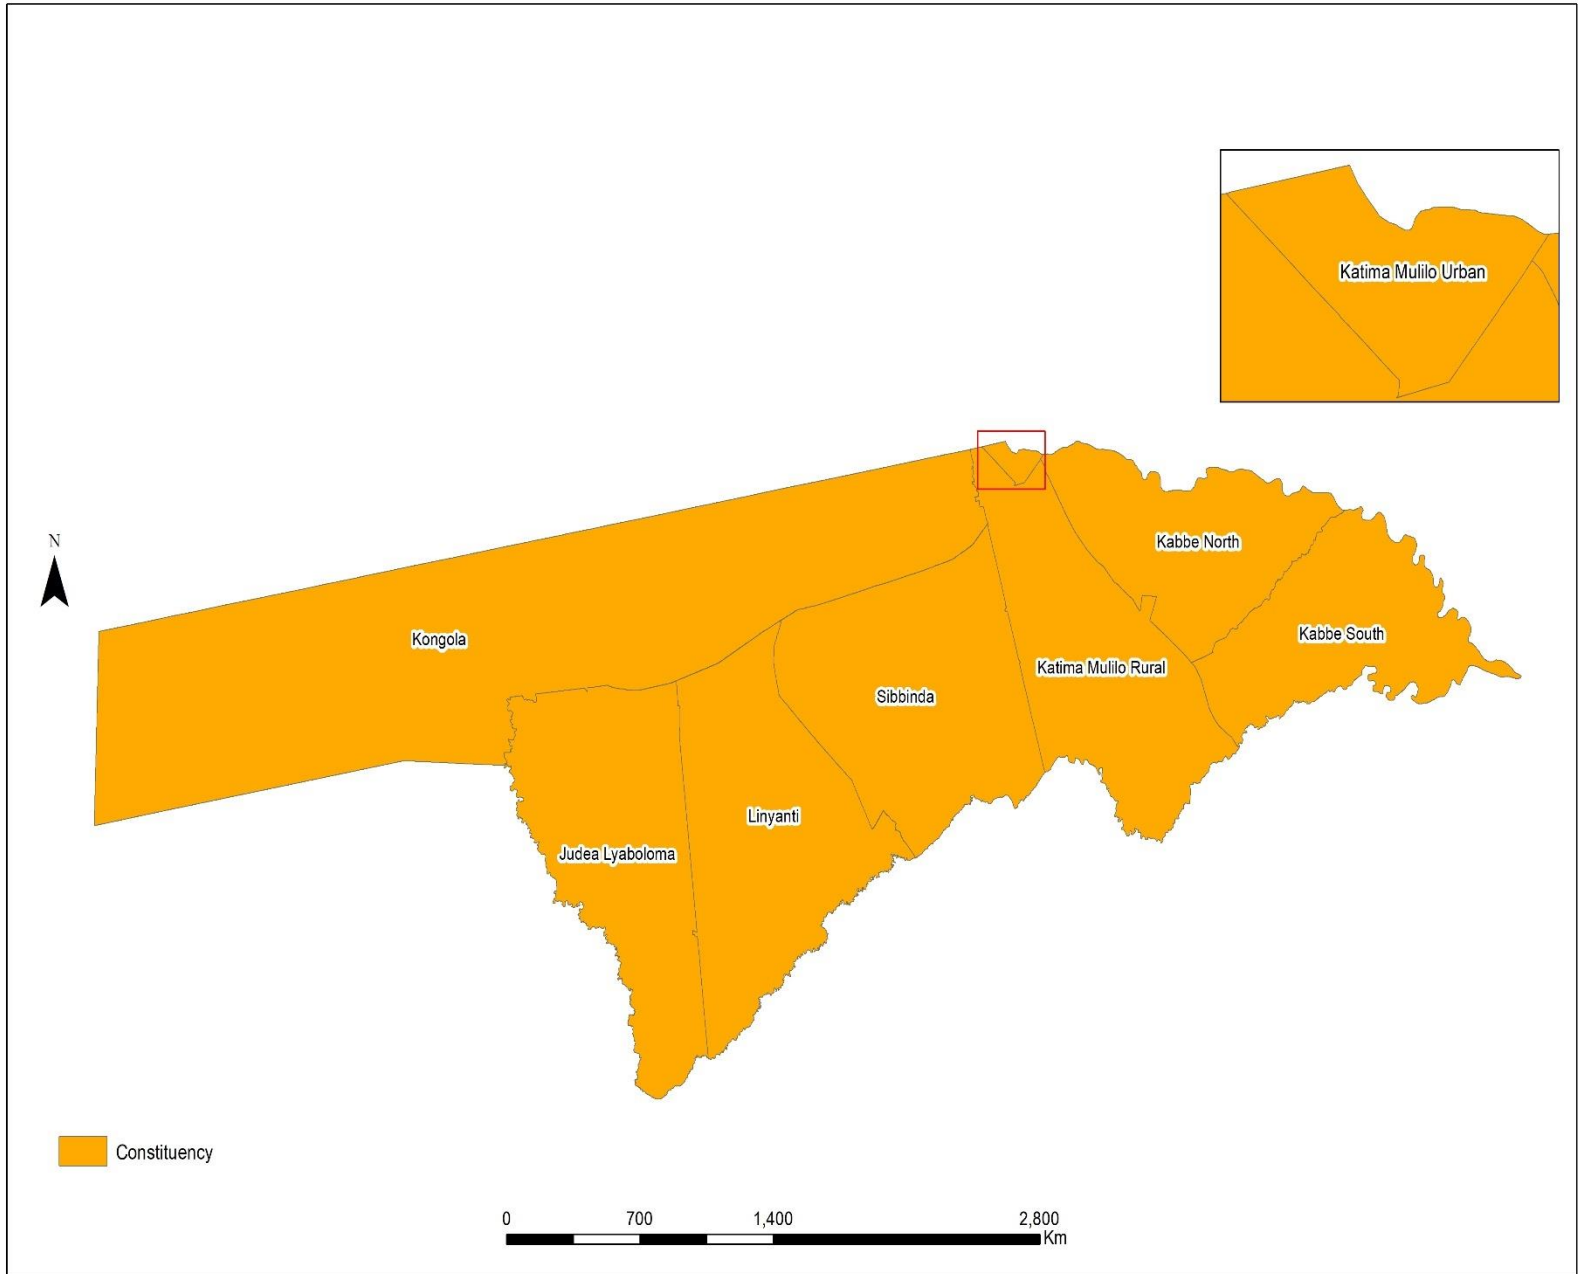 Katima Mulilo Urban
N
Kabbe North
Kabbe South
Kongola
Katima Mulilo Rural
Sibbinda
Linyanti
Judea Lyaboloma
Constituency
0 700 1,400 2,800
Km